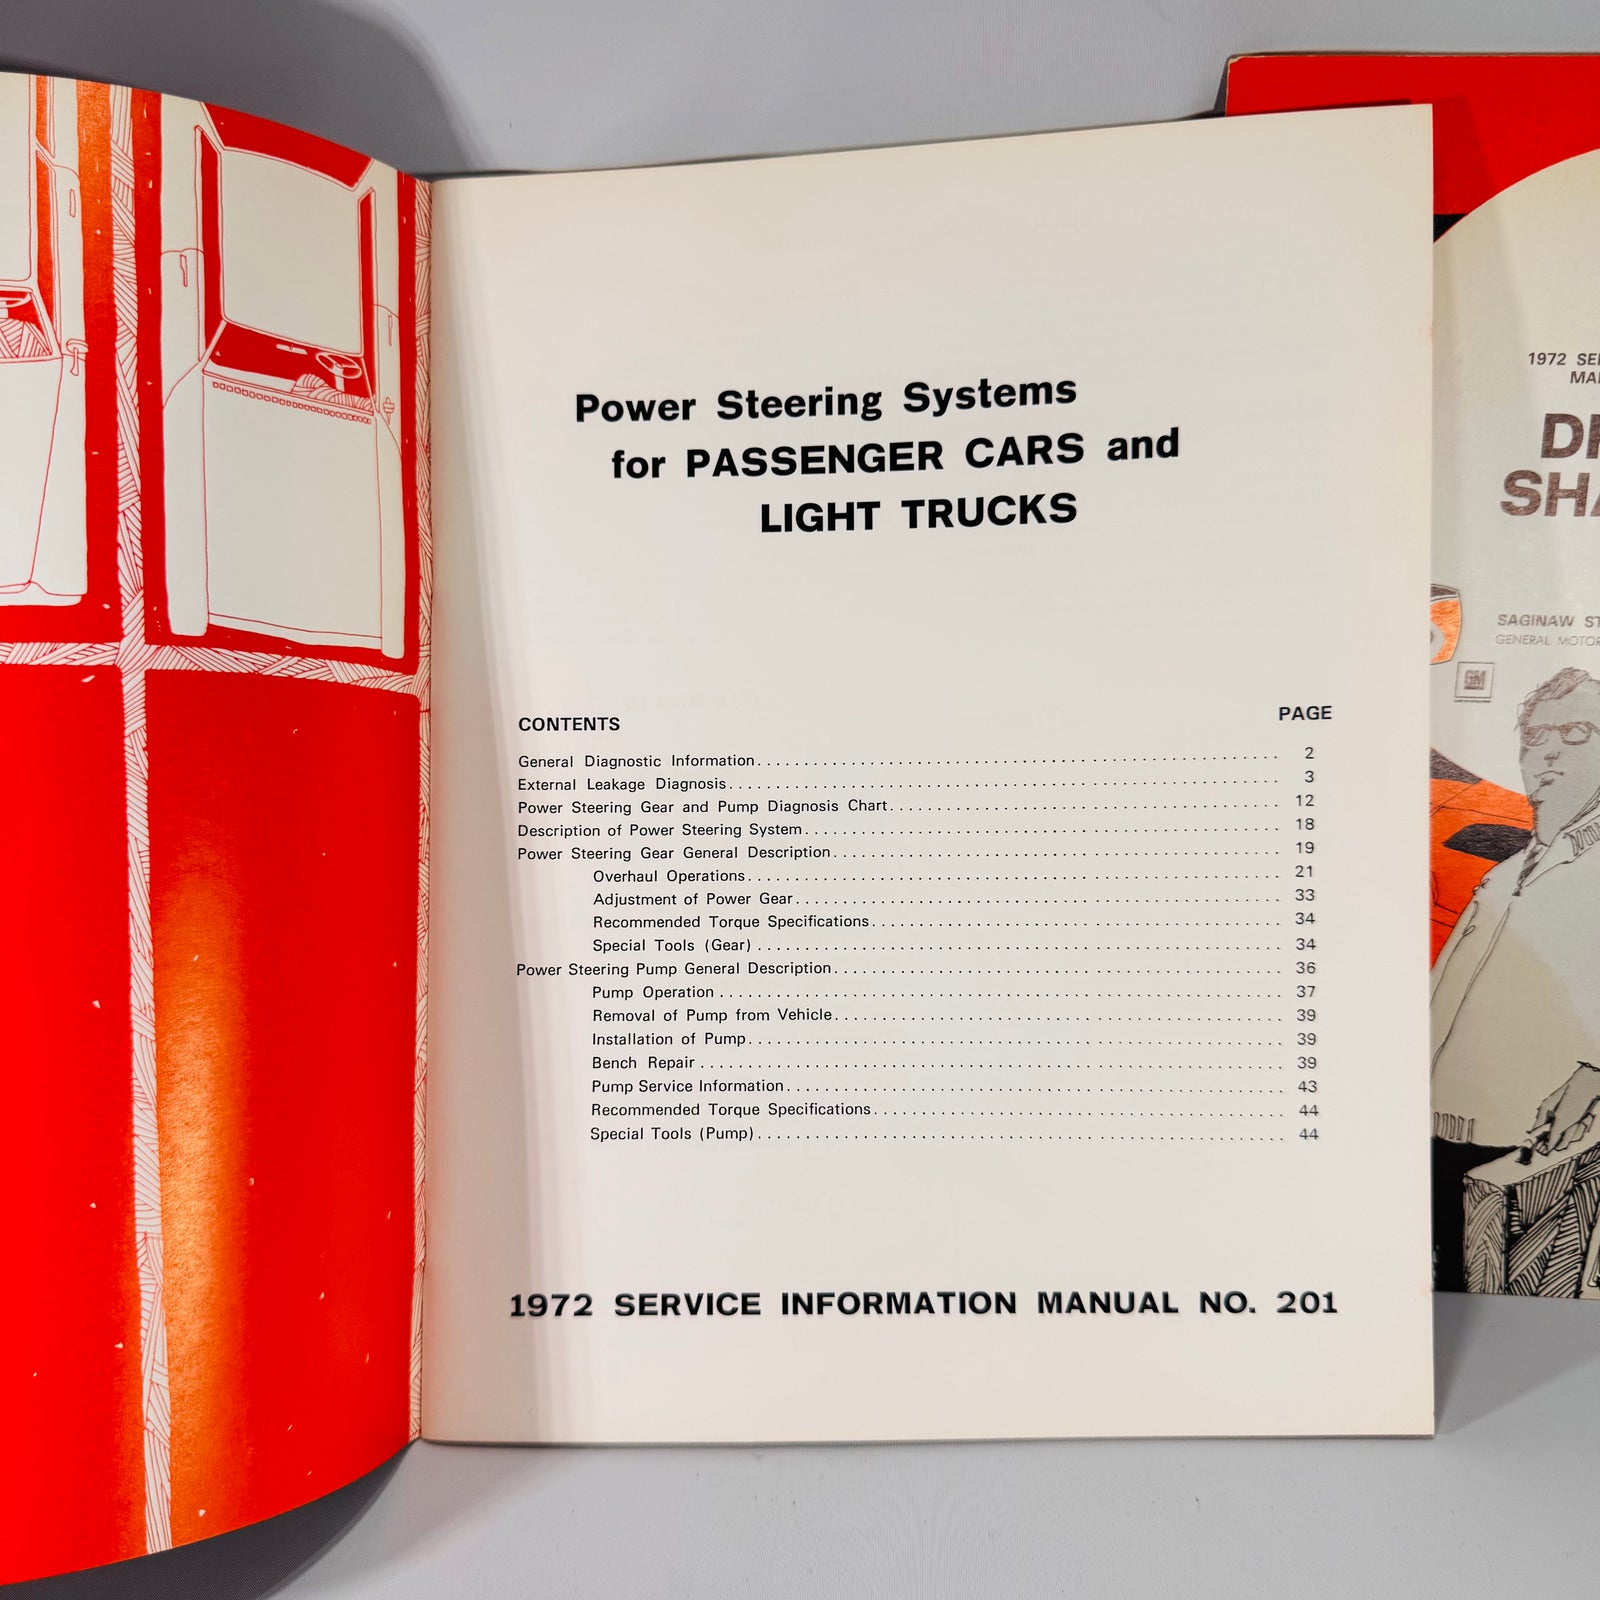 Power Steering Systems
for PASSENGER CARS and
LIGHT TRUCKS
CONTENTS PAGE
General Diagnostic Information 2
External Leakage Diagnosis 3
Power Steering Gear and Pump Diagnosis Chart 12
Description of Power Steering System 18
Power Steering Gear General Description 19
Overhaul Operations 21
Adjustment of Power Gear 33
Recommended Torque Specifications 34
Special Tools (Gear) 34
Power Steering Pump General Description 36
Pump Operation 37
Removal of Pump from Vehicle 39
Installation of Pump 39
Bench Repair 39
Pump Service Information 43
Recommended Torque Specifications 44
Special Tools (Pump) 44
1972 SERVICE INFORMATION MANUAL NO. 201
1972
SAGINAW
GENERAL
GM